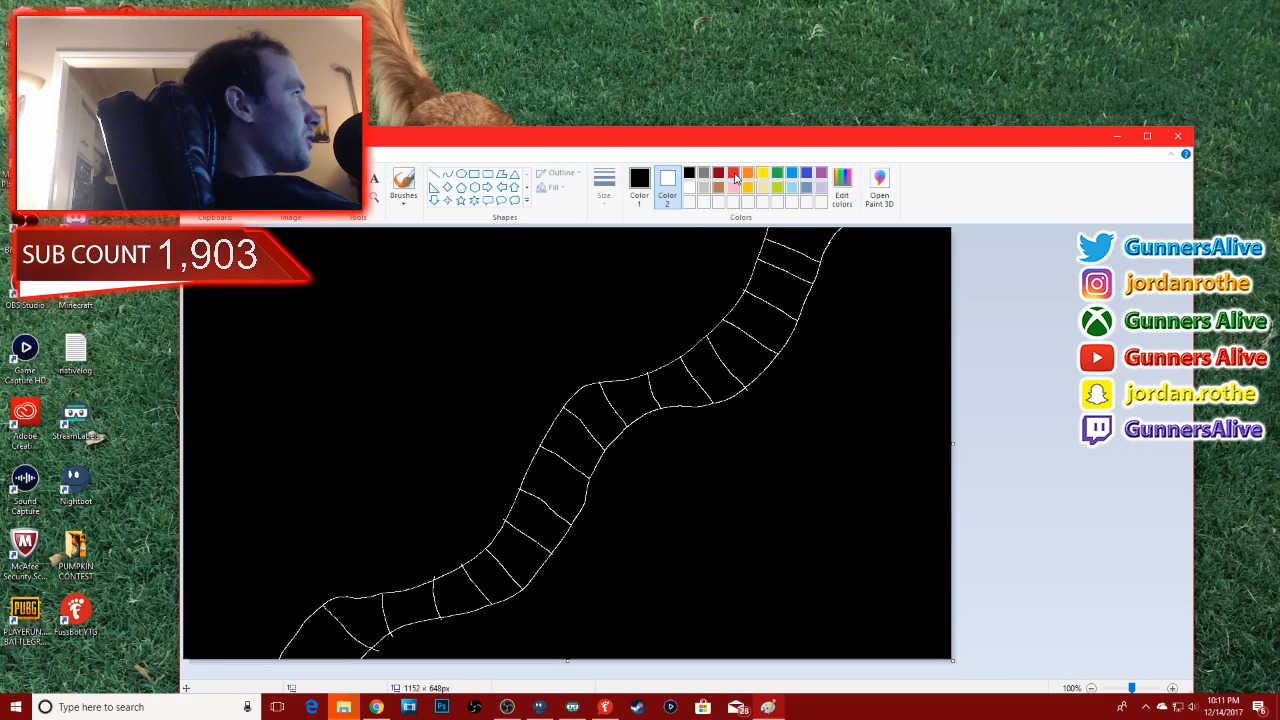 SUB COUNT 1,903
Brushes
Size
Outline
Fill
Color 1
Color 2
Edit colors
Open Paint 3D
Clipboard
Image
Tools
Shapes
Colors
GunnersAlive
jordanrothe
Gunners Alive
Gunners Alive
jordan.rothe
GunnersAlive
OBS Studio
Minecraft
Game Capture HD
nativelog
Adobe Creati...
StreamLabels
Sound Capture
Nightbot
McAfee Security Sc...
PUMPKIN CONTEST
PLAYERUN... BATTLEGR...
FussBot YTG
1152 × 648px
100%
Type here to search
28
10:11 PM
12/14/2017
6